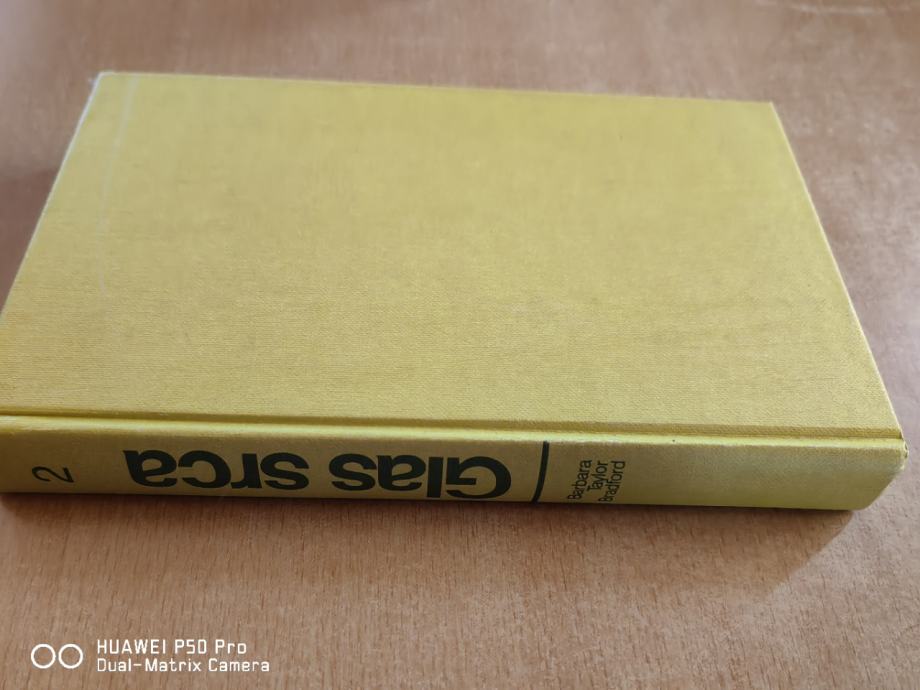 Barbara
Taylor
Bradford
Glas srca
2
HUAWEI P50 Pro
Dual-Matrix Camera